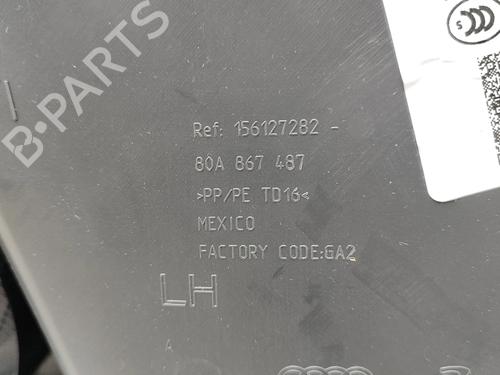 B-PARTS
Ref: 156127282 -
80A 867 487
>PP/PE TD16<
MEXICO
FACTORY CODE:GA2
LH
A